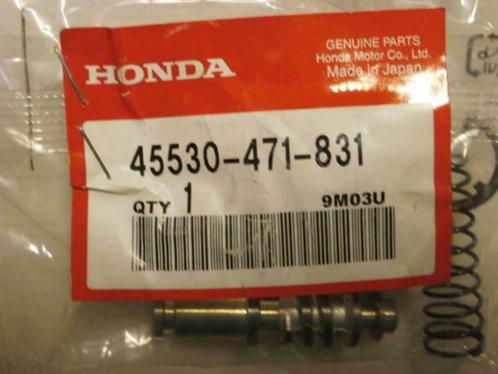 HONDA
GENUINE PARTS
Honda Motor Co., Ltd.
Made in Japan
45530-471-831
QTY 1
9M03U